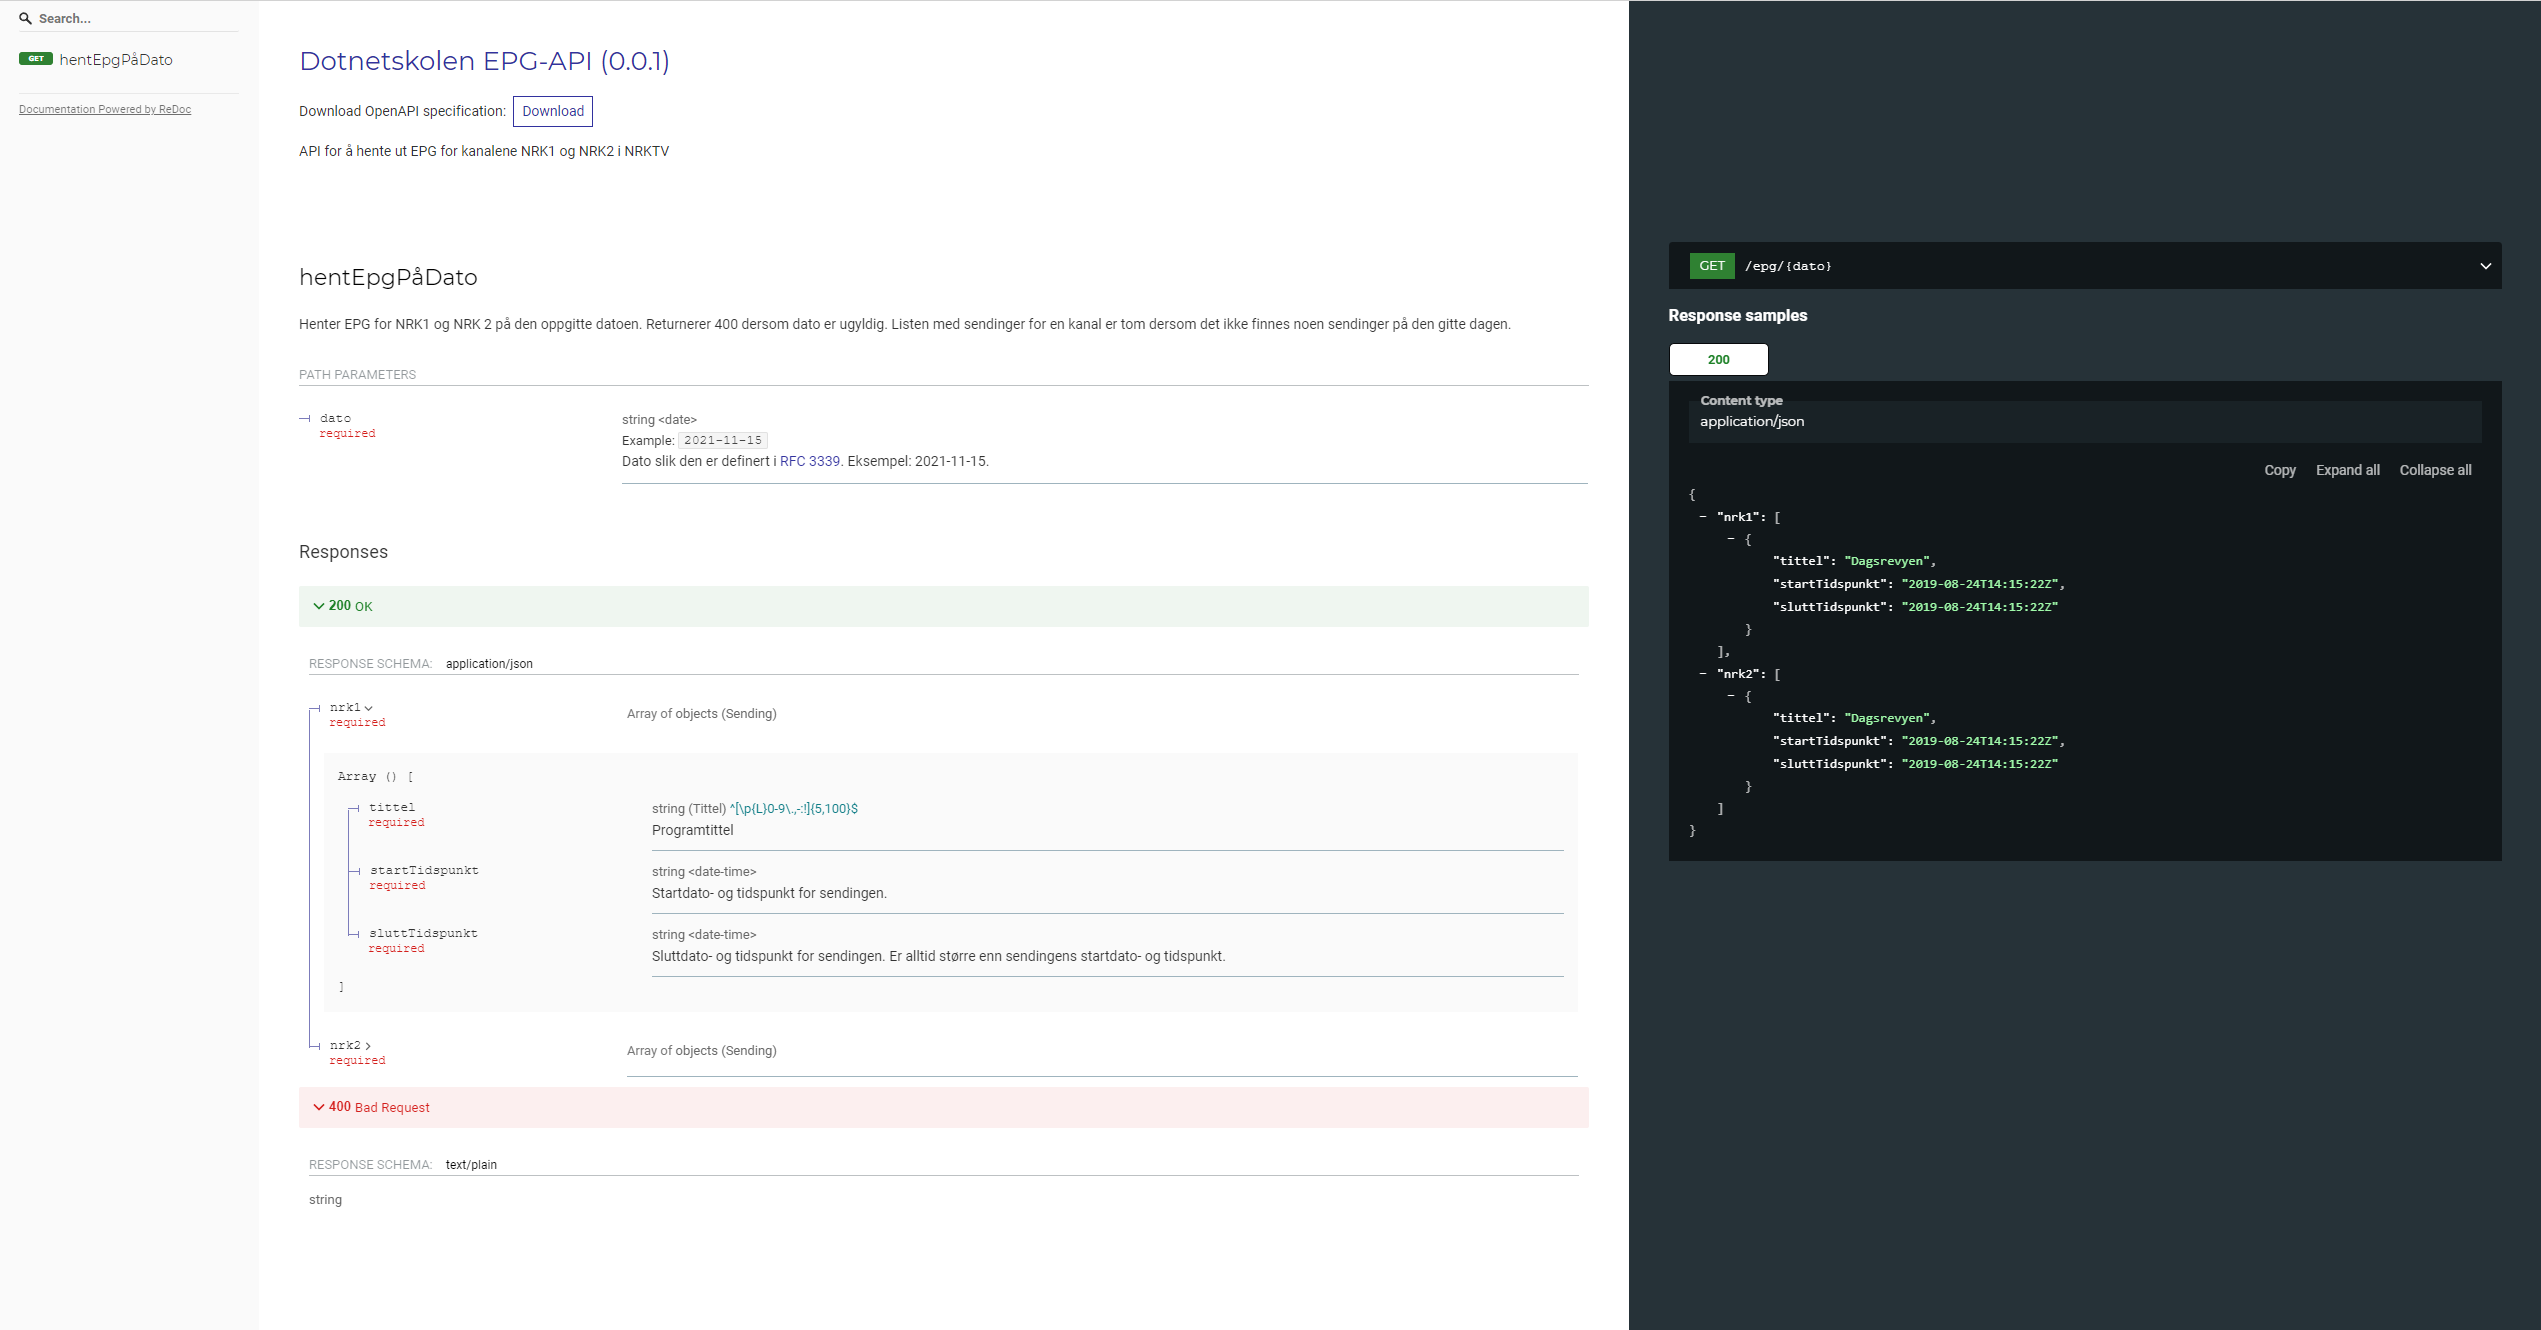 Search...
GET hentEpgPåDato
Documentation Powered by ReDoc
Dotnetskolen EPG-API (0.0.1)
Download OpenAPI specification: Download
API for å hente ut EPG for kanalene NRK1 og NRK2 i NRKTV
hentEpgPåDato
Henter EPG for NRK1 og NRK 2 på den oppgitte datoen. Returnerer 400 dersom dato er ugyldig. Listen med sendinger for en kanal er tom dersom det ikke finnes noen sendinger på den gitte dagen.
PATH PARAMETERS
dato
required
string <date>
Example: 2021-11-15
Dato slik den er definert i RFC 3339. Eksempel: 2021-11-15.
Responses
200 OK
RESPONSE SCHEMA: application/json
nrk1
required
Array of objects (Sending)
Array () [
tittel
required
string (Tittel) ^[\p{L}0-9\.,-:!]{5,100}$
Programtittel
startTidspunkt
required
string <date-time>
Startdato- og tidspunkt for sendingen.
sluttTidspunkt
required
string <date-time>
Sluttdato- og tidspunkt for sendingen. Er alltid større enn sendingens startdato- og tidspunkt.
]
nrk2
required
Array of objects (Sending)
400 Bad Request
RESPONSE SCHEMA: text/plain
string
GET /epg/{dato}
Response samples
200
Content type
application/json
Copy Expand all Collapse all
{
− "nrk1": [
− {
"tittel": "Dagsrevyen",
"startTidspunkt": "2019-08-24T14:15:22Z",
"sluttTidspunkt": "2019-08-24T14:15:22Z"
}
],
− "nrk2": [
− {
"tittel": "Dagsrevyen",
"startTidspunkt": "2019-08-24T14:15:22Z",
"sluttTidspunkt": "2019-08-24T14:15:22Z"
}
]
}